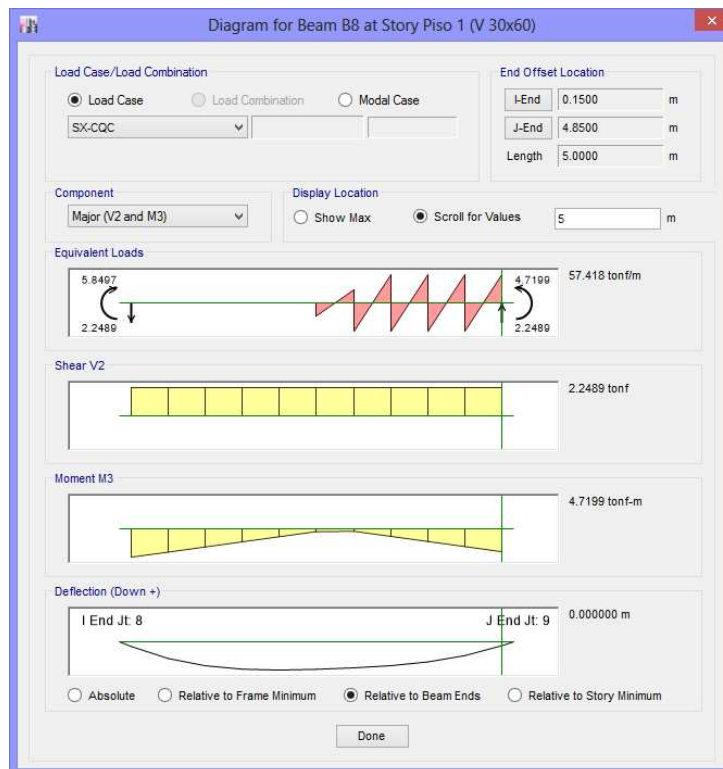 Diagram for Beam B8 at Story Piso 1 (V 30x60)
Load Case/Load Combination
Load Case Load Combination Modal Case
SX-CQC
End Offset Location
I-End 0.1500 m
J-End 4.8500 m
Length 5.0000 m
Component
Major (V2 and M3)
Display Location
Show Max Scroll for Values 5 m
Equivalent Loads
5.8497 4.7199 57.418 tonf/m
2.2489 2.2489
Shear V2
2.2489 tonf
Moment M3
4.7199 tonf-m
Deflection (Down +)
I End Jt: 8 J End Jt: 9 0.000000 m
Absolute Relative to Frame Minimum Relative to Beam Ends Relative to Story Minimum
Done